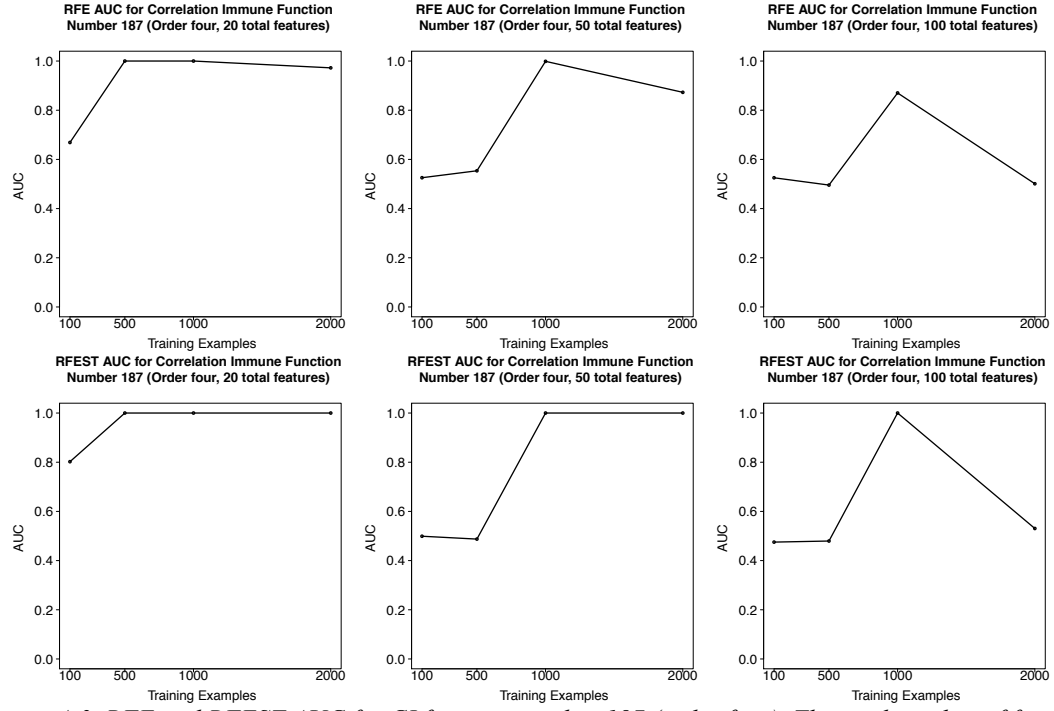 RFE AUC for Correlation Immune Function
Number 187 (Order four, 20 total features)
1.0
0.8
0.6
0.4
0.2
0.0
AUC
100 500 1000 2000
Training Examples
RFE AUC for Correlation Immune Function
Number 187 (Order four, 50 total features)
1.0
0.8
0.6
0.4
0.2
0.0
AUC
100 500 1000 2000
Training Examples
RFE AUC for Correlation Immune Function
Number 187 (Order four, 100 total features)
1.0
0.8
0.6
0.4
0.2
0.0
AUC
100 500 1000 2000
Training Examples
RFEST AUC for Correlation Immune Function
Number 187 (Order four, 20 total features)
1.0
0.8
0.6
0.4
0.2
0.0
AUC
100 500 1000 2000
Training Examples
RFEST AUC for Correlation Immune Function
Number 187 (Order four, 50 total features)
1.0
0.8
0.6
0.4
0.2
0.0
AUC
100 500 1000 2000
Training Examples
RFEST AUC for Correlation Immune Function
Number 187 (Order four, 100 total features)
1.0
0.8
0.6
0.4
0.2
0.0
AUC
100 500 1000 2000
Training Examples